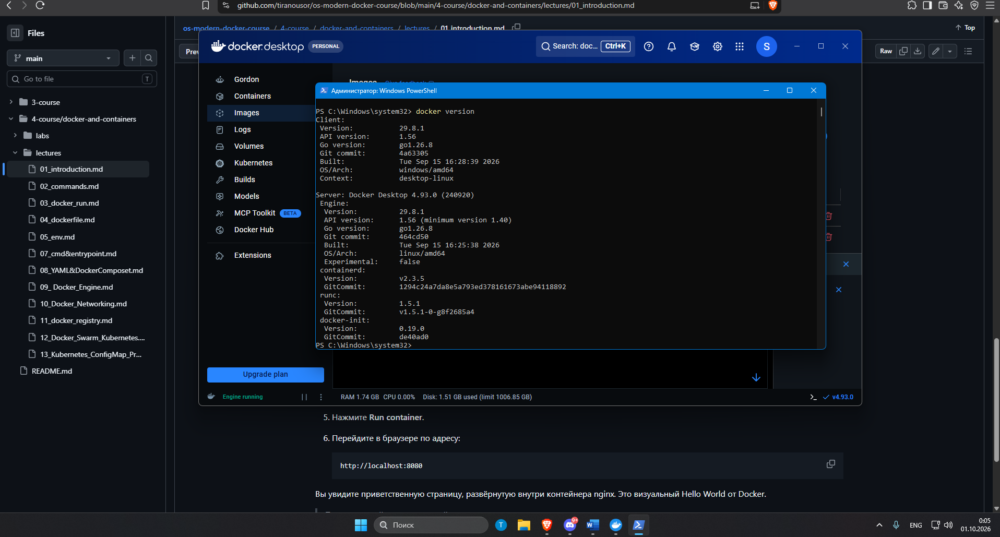 github.com/tiranousor/os-modern-docker-course/blob/main/4-course/docker-and-containers/lectures/01_introduction.md
Files
main
Go to file
T
3-course
4-course/docker-and-containers
labs
lectures
01_introduction.md
02_commands.md
03_docker_run.md
04_dockerfile.md
05_env.md
07_cmd&entrypoint.md
08_YAML&DockerComposet.md
09_ Docker_Engine.md
10_Docker_Networking.md
11_docker_registry.md
12_Docker_Swarm_Kubernetes....
13_Kubernetes_ConfigMap_Pr...
README.md
os-modern-docker-course / 4-course / docker-and-containers / lectures / 01 introduction.md
Top
Prev
Raw
docker.desktop
PERSONAL
Search: doc...
Ctrl+K
S
Gordon
Containers
Images
Logs
Volumes
Kubernetes
Builds
Models
MCP Toolkit
BETA
Docker Hub
Extensions
Upgrade plan
Engine running
Images
Give feedback
Администратор: Windows PowerShell
PS C:\Windows\system32> docker version
Client:
Version: 29.8.1
API version: 1.56
Go version: go1.26.8
Git commit: 4a63305
Built: Tue Sep 15 16:28:39 2026
OS/Arch: windows/amd64
Context: desktop-linux
Server: Docker Desktop 4.93.0 (240920)
Engine:
Version: 29.8.1
API version: 1.56 (minimum version 1.40)
Go version: go1.26.8
Git commit: 464cd50
Built: Tue Sep 15 16:25:38 2026
OS/Arch: linux/amd64
Experimental: false
containerd:
Version: v2.3.5
GitCommit: 1294c24a7da8e5a793ed378161673abe94118892
runc:
Version: 1.5.1
GitCommit: v1.5.1-0-g8f2685a4
docker-init:
Version: 0.19.0
GitCommit: de40ad0
PS C:\Windows\system32>
RAM 1.74 GB CPU 0.00% Disk: 1.51 GB used (limit 1006.85 GB)
v4.93.0
5. Нажмите Run container.
6. Перейдите в браузере по адресу:
http://localhost:8080
Вы увидите приветственную страницу, развёрнутую внутри контейнера nginx. Это визуальный Hello World от Docker.
Поиск
T
9+
ENG
0:05
01.10.2026